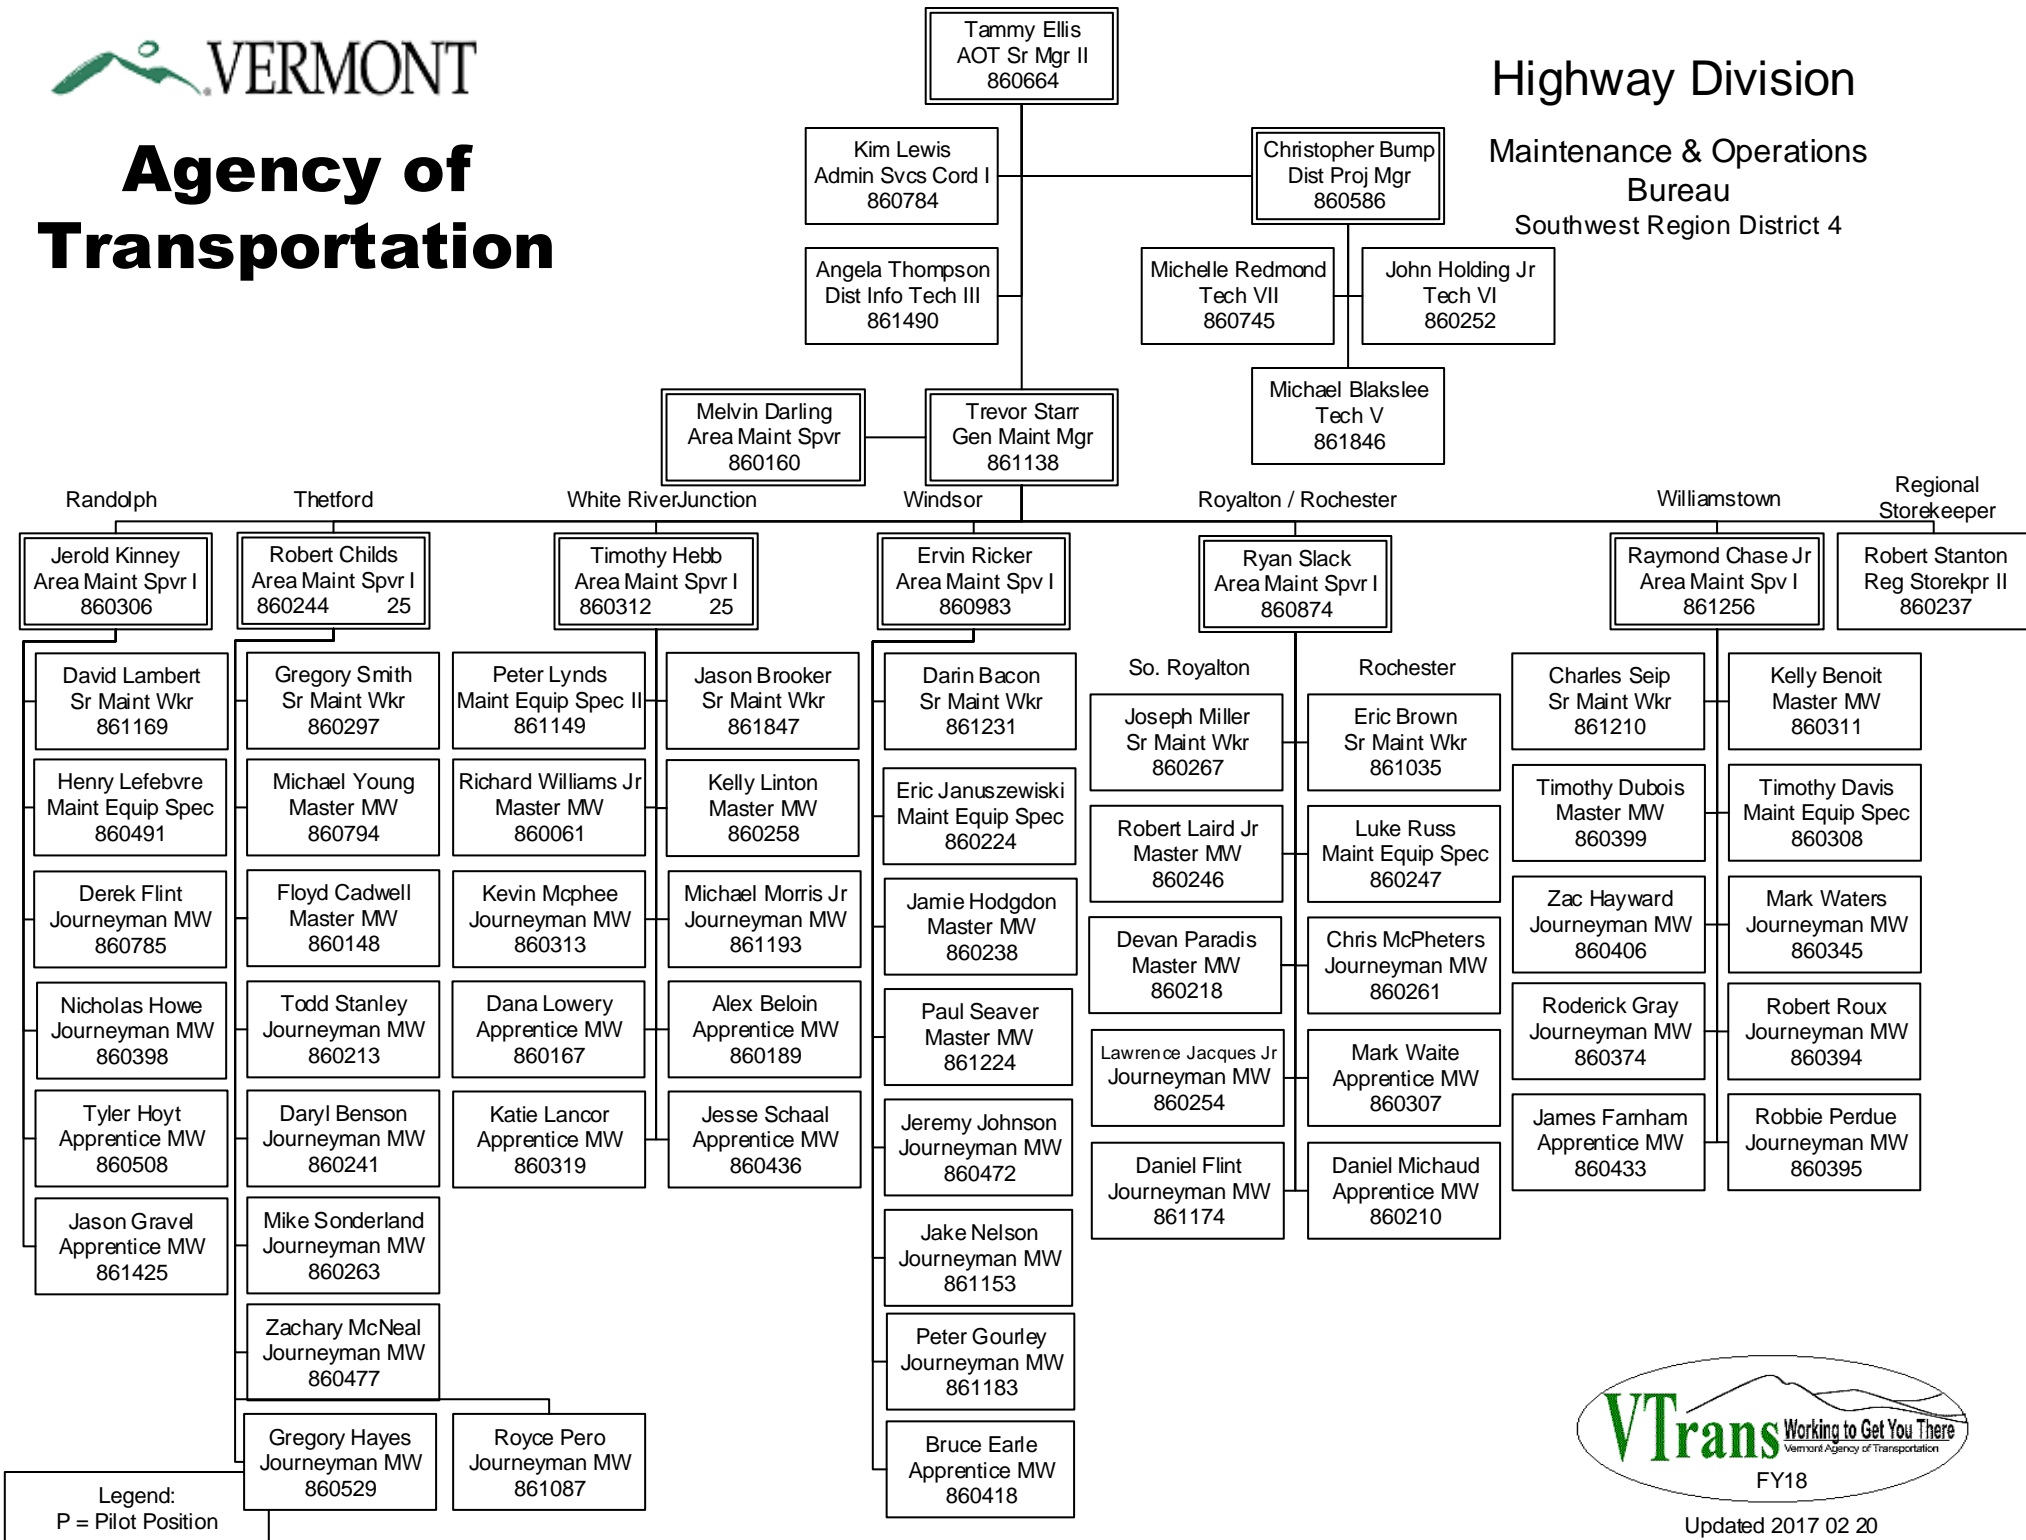 VERMONT
Agency of
Transportation
Tammy Ellis
AOT Sr Mgr II
860664
Highway Division
Maintenance & Operations
Bureau
Southwest Region District 4
Kim Lewis
Admin Svcs Cord I
860784
Christopher Bump
Dist Proj Mgr
860586
Angela Thompson
Dist Info Tech III
861490
Michelle Redmond
Tech VII
860745
John Holding Jr
Tech VI
860252
Michael Blakslee
Tech V
861846
Melvin Darling
Area Maint Spvr
860160
Trevor Starr
Gen Maint Mgr
861138
Randolph
Jerold Kinney
Area Maint Spvr I
860306
David Lambert
Sr Maint Wkr
861169
Henry Lefebvre
Maint Equip Spec
860491
Derek Flint
Journeyman MW
860785
Nicholas Howe
Journeyman MW
860398
Tyler Hoyt
Apprentice MW
860508
Jason Gravel
Apprentice MW
861425
Thetford
Robert Childs
Area Maint Spvr I
860244 25
Gregory Smith
Sr Maint Wkr
860297
Michael Young
Master MW
860794
Floyd Cadwell
Master MW
860148
Todd Stanley
Journeyman MW
860213
Daryl Benson
Journeyman MW
860241
Mike Sonderland
Journeyman MW
860263
Zachary McNeal
Journeyman MW
860477
Gregory Hayes
Journeyman MW
860529
Royce Pero
Journeyman MW
861087
White RiverJunction
Timothy Hebb
Area Maint Spvr I
860312 25
Peter Lynds
Maint Equip Spec II
861149
Jason Brooker
Sr Maint Wkr
861847
Richard Williams Jr
Master MW
860061
Kelly Linton
Master MW
860258
Kevin Mcphee
Journeyman MW
860313
Michael Morris Jr
Journeyman MW
861193
Dana Lowery
Apprentice MW
860167
Alex Beloin
Apprentice MW
860189
Katie Lancor
Apprentice MW
860319
Jesse Schaal
Apprentice MW
860436
Windsor
Ervin Ricker
Area Maint Spv I
860983
Darin Bacon
Sr Maint Wkr
861231
Eric Januszewiski
Maint Equip Spec
860224
Jamie Hodgdon
Master MW
860238
Paul Seaver
Master MW
861224
Jeremy Johnson
Journeyman MW
860472
Jake Nelson
Journeyman MW
861153
Peter Gourley
Journeyman MW
861183
Bruce Earle
Apprentice MW
860418
Royalton / Rochester
Ryan Slack
Area Maint Spvr I
860874
So. Royalton
Rochester
Joseph Miller
Sr Maint Wkr
860267
Eric Brown
Sr Maint Wkr
861035
Robert Laird Jr
Master MW
860246
Luke Russ
Maint Equip Spec
860247
Devan Paradis
Master MW
860218
Chris McPheters
Journeyman MW
860261
Lawrence Jacques Jr
Journeyman MW
860254
Mark Waite
Apprentice MW
860307
Daniel Flint
Journeyman MW
861174
Daniel Michaud
Apprentice MW
860210
Williamstown
Raymond Chase Jr
Area Maint Spv I
861256
Charles Seip
Sr Maint Wkr
861210
Kelly Benoit
Master MW
860311
Timothy Dubois
Master MW
860399
Timothy Davis
Maint Equip Spec
860308
Zac Hayward
Journeyman MW
860406
Mark Waters
Journeyman MW
860345
Roderick Gray
Journeyman MW
860374
Robert Roux
Journeyman MW
860394
James Farnham
Apprentice MW
860433
Robbie Perdue
Journeyman MW
860395
Regional
Storekeeper
Robert Stanton
Reg Storekpr II
860237
Legend:
P = Pilot Position
VTrans Working to Get You There
Vermont Agency of Transportation
FY18
Updated 2017 02 20